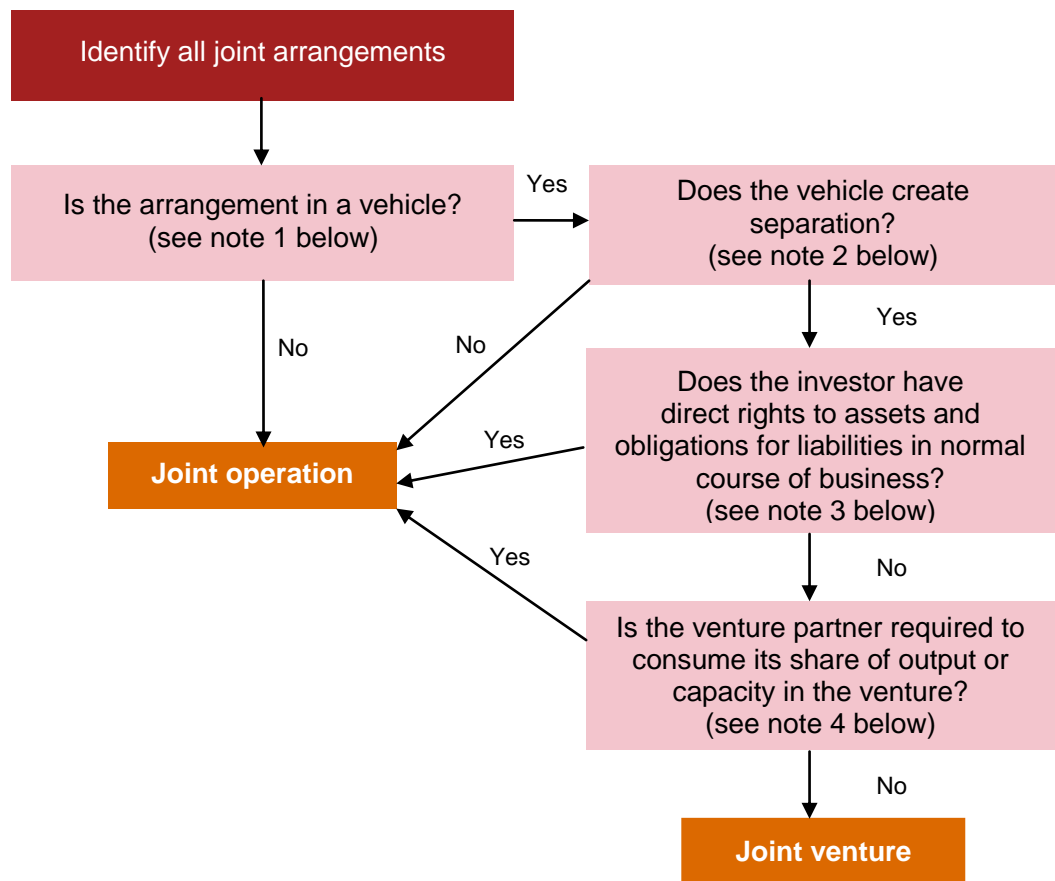 Identify all joint arrangements
Is the arrangement in a vehicle?
(see note 1 below)
Yes
Does the vehicle create
separation?
(see note 2 below)
No
No
Yes
Does the investor have
direct rights to assets and
obligations for liabilities in normal
course of business?
(see note 3 below)
Yes
Joint operation
Yes
No
Is the venture partner required to
consume its share of output or
capacity in the venture?
(see note 4 below)
No
Joint venture